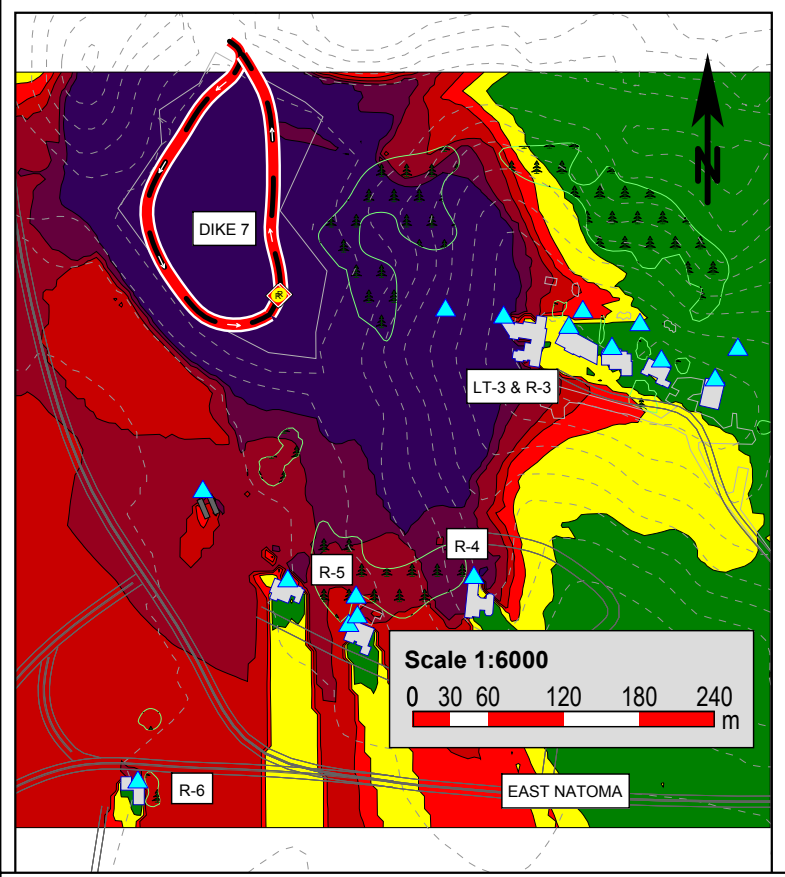 N
DIKE 7
LT-3 & R-3
R-4
R-5
Scale 1:6000
0 30 60 120 180 240
m
R-6
EAST NATOMA